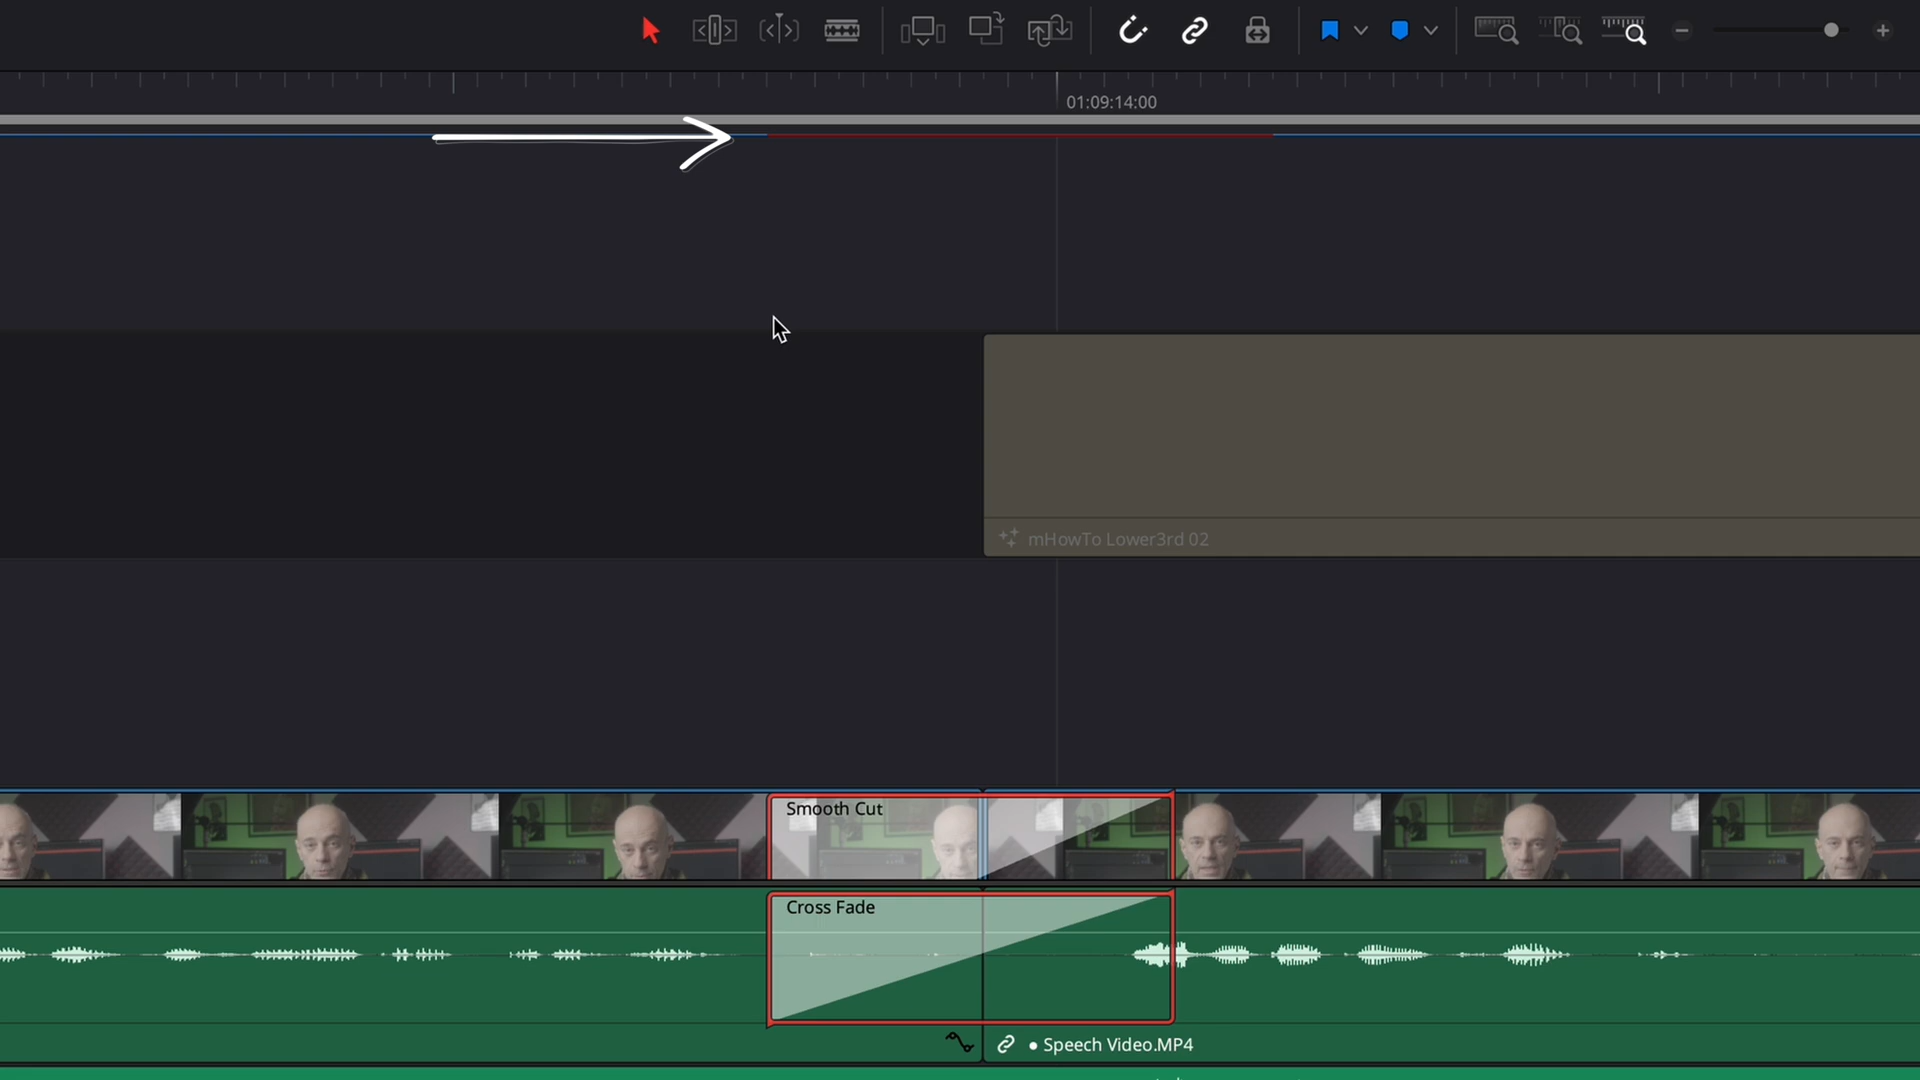 01:09:14:00
mHowTo Lower3rd 02
Smooth Cut
Cross Fade
Speech Video.MP4